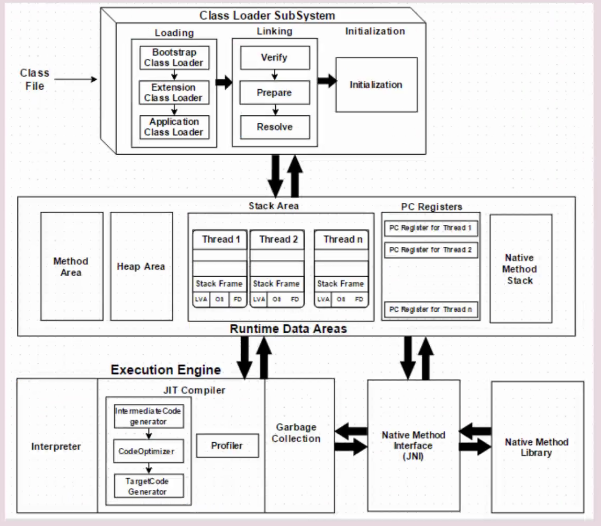 Class Loader SubSystem
Loading
Linking
Initialization
Class
File
Bootstrap
Class Loader
Extension
Class Loader
Application
Class Loader
Verify
Prepare
Resolve
Initialization
Stack Area
PC Registers
Method
Area
Heap Area
Thread 1
Thread 2
Thread n
Stack Frame
Stack Frame
Stack Frame
LVA OS FD
LVA OS FD
LVA OS FD
PC Register for Thread 1
PC Register for Thread 2
PC Register for Thread n
Native
Method
Stack
Runtime Data Areas
Execution Engine
JIT Compiler
Interpreter
IntermediateCode
generator
CodeOptimizer
TargetCode
Generator
Profiler
Garbage
Collection
Native Method
Interface
(JNI)
Native Method
Library